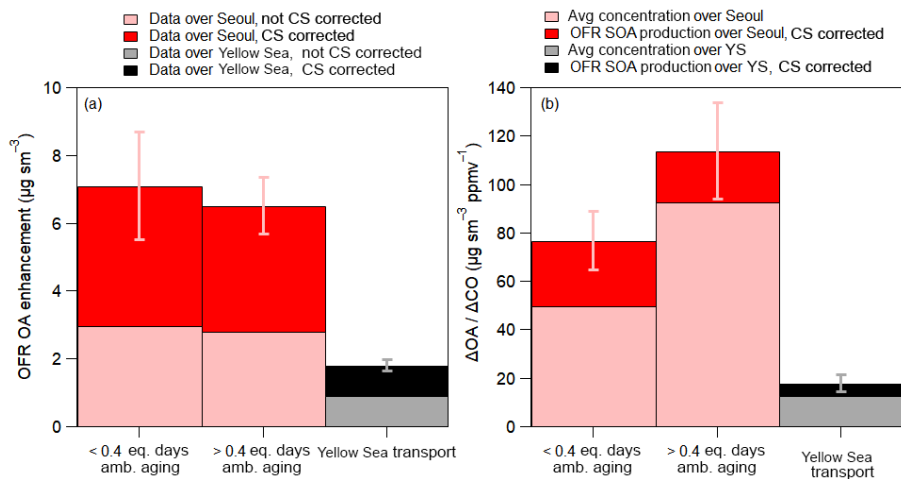 Data over Seoul, not CS corrected
Data over Seoul, CS corrected
Data over Yellow Sea, not CS corrected
Data over Yellow Sea, CS corrected
10
8
6
4
2
0
(a)
OFR OA enhancement (µg sm⁻³)
< 0.4 eq. days
amb. aging
> 0.4 eq. days
amb. aging
Yellow Sea transport
Avg concentration over Seoul
OFR SOA production over Seoul, CS corrected
Avg concentration over YS
OFR SOA production over YS, CS corrected
140
120
100
80
60
40
20
0
(b)
ΔOA / ΔCO (µg sm⁻³ ppmv⁻¹)
< 0.4 eq. days
amb. aging
> 0.4 eq. days
amb. aging
Yellow Sea
transport